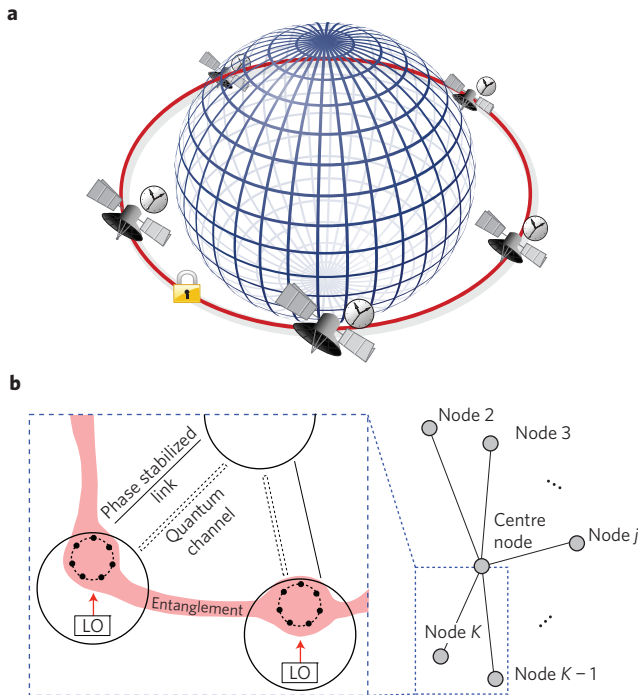 a
b
Phase stabilized
link
Quantum
channel
Entanglement
LO
LO
Node 2
Node 3
...
Centre
node
Node j
...
Node K
Node K − 1